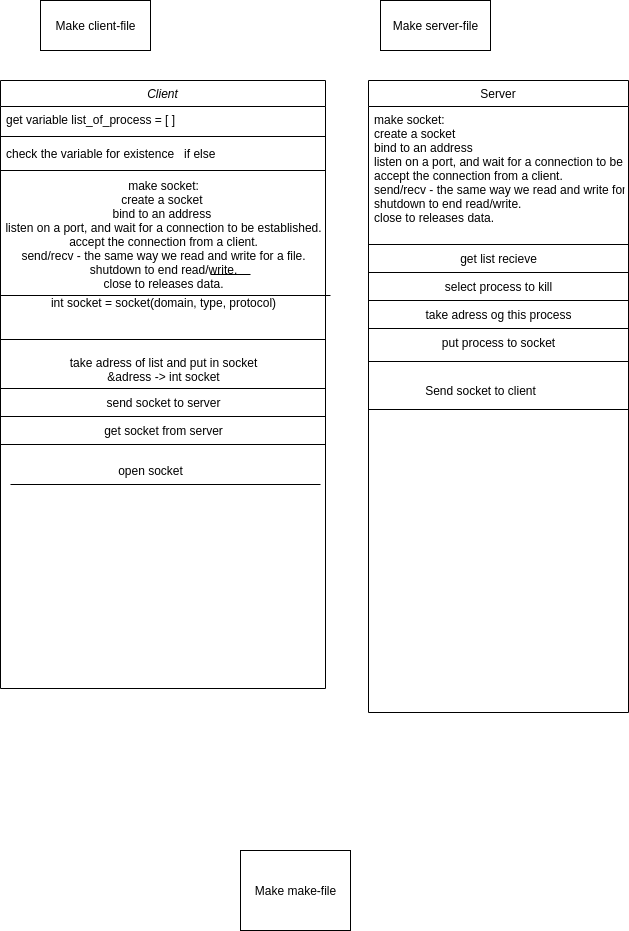 Make client-file
Make server-file
Client
get variable list_of_process = [ ]
check the variable for existence   if else
make socket:
create a socket
bind to an address
listen on a port, and wait for a connection to be established.
accept the connection from a client.
send/recv - the same way we read and write for a file.
shutdown to end read/write.
close to releases data.
int socket = socket(domain, type, protocol)
take adress of list and put in socket
&adress -> int socket
send socket to server
get socket from server
open socket
Server
make socket:
create a socket
bind to an address
listen on a port, and wait for a connection to be
accept the connection from a client.
send/recv - the same way we read and write for
shutdown to end read/write.
close to releases data.
get list recieve
select process to kill
take adress og this process
put process to socket
Send socket to client
Make make-file